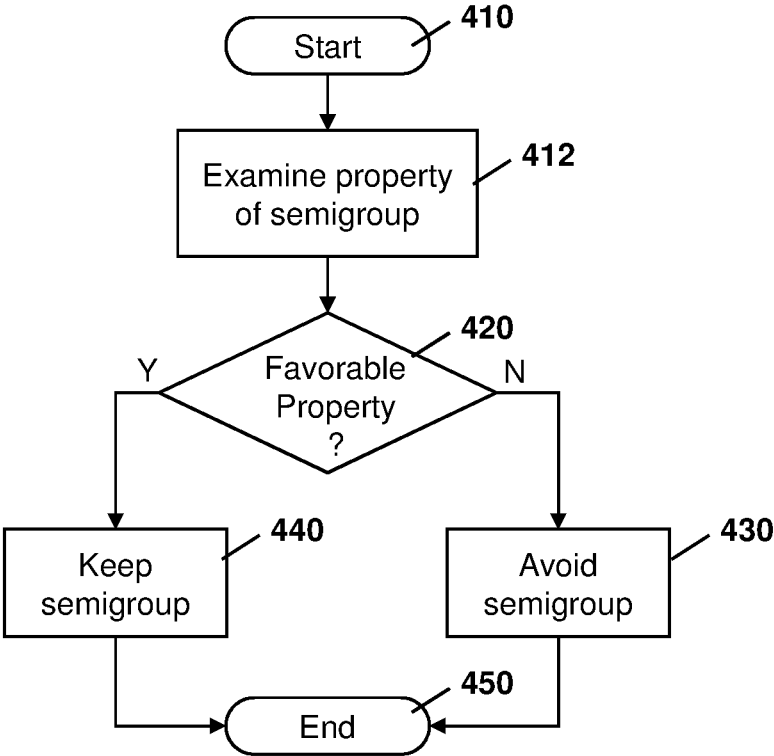 Start
410
Examine property
of semigroup
412
420
Y
Favorable
Property
?
N
Keep
semigroup
440
Avoid
semigroup
430
End
450